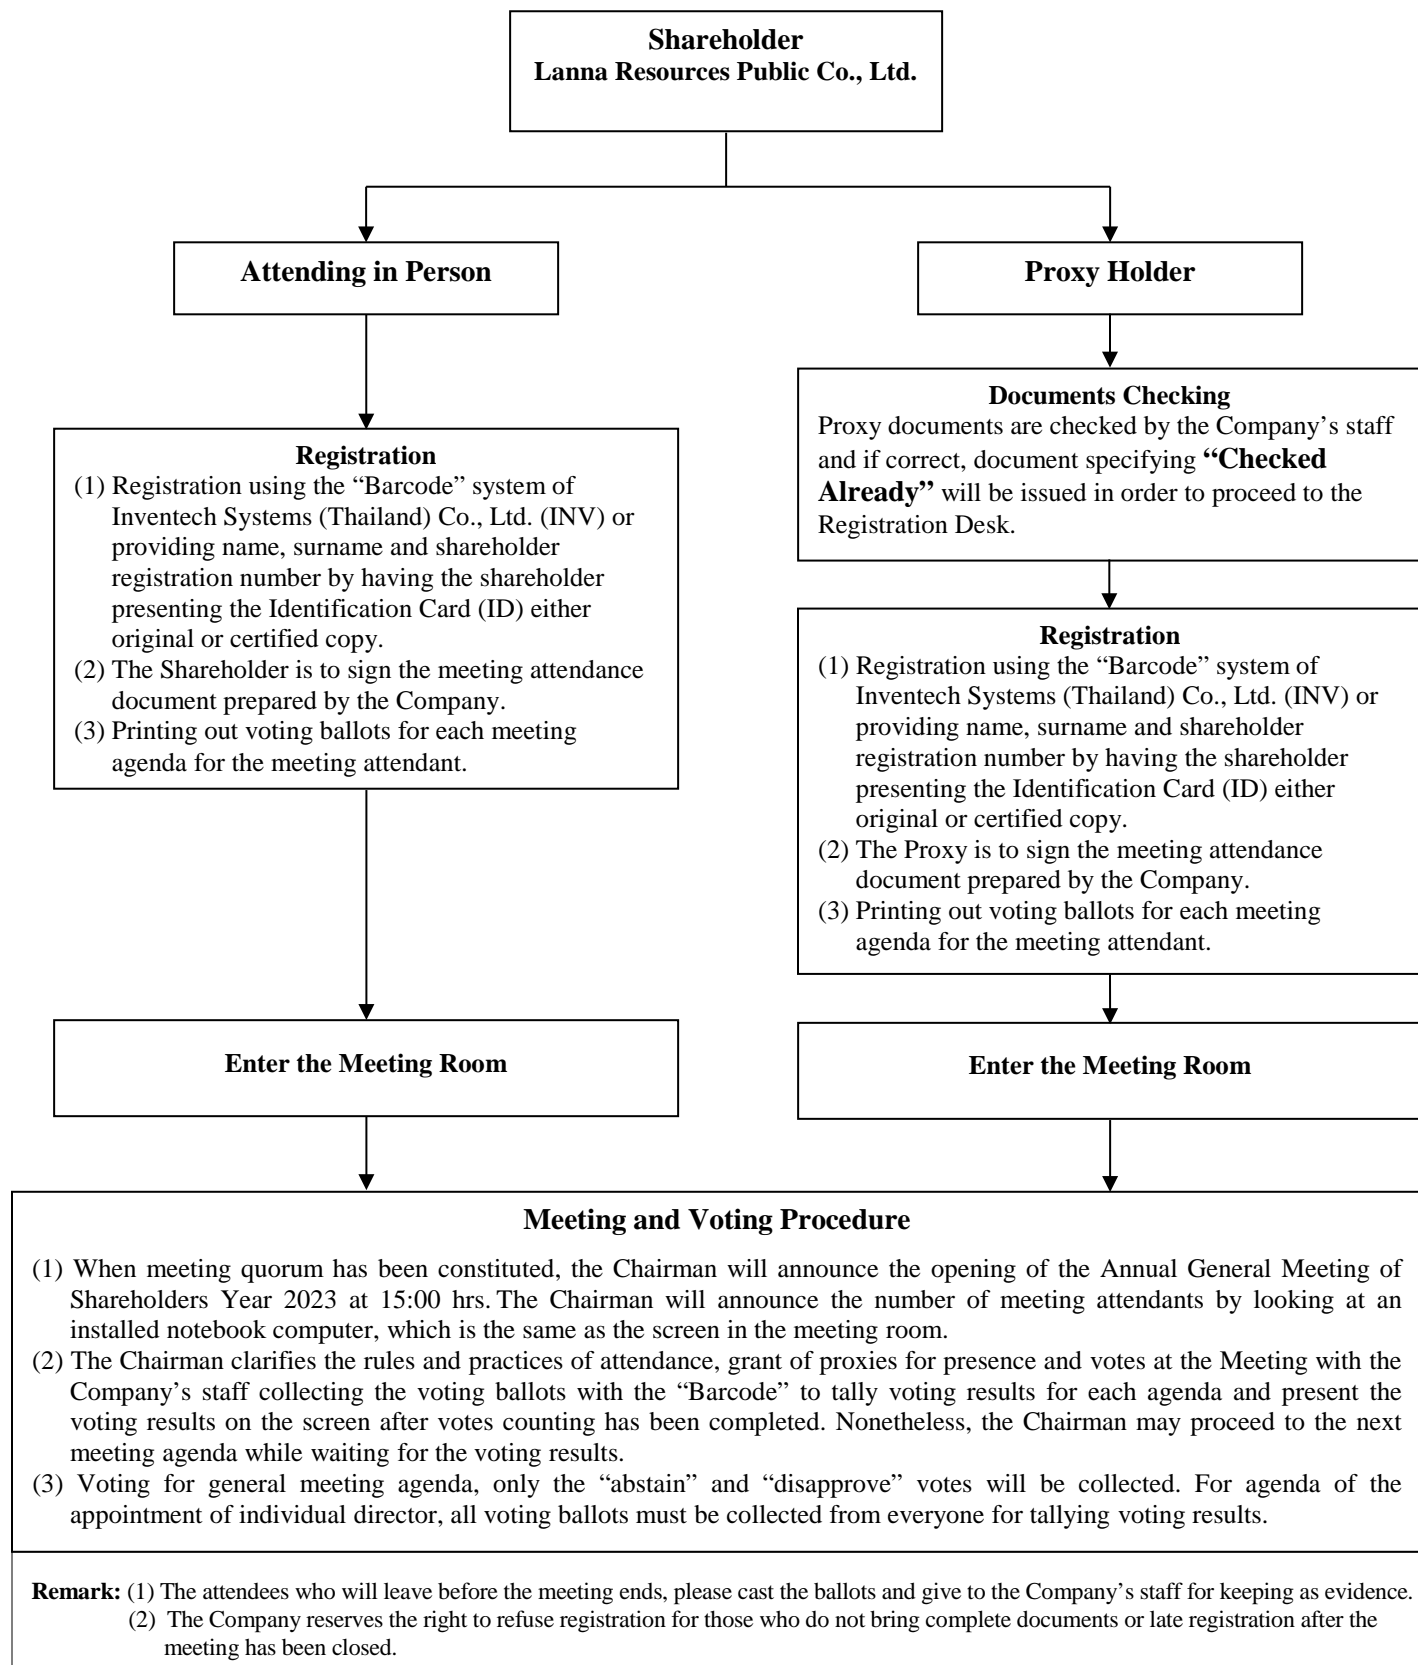 Shareholder
Lanna Resources Public Co., Ltd.
Attending in Person
Registration
(1) Registration using the “Barcode” system of
Inventech Systems (Thailand) Co., Ltd. (INV) or
providing name, surname and shareholder
registration number by having the shareholder
presenting the Identification Card (ID) either
original or certified copy.
(2) The Shareholder is to sign the meeting attendance
document prepared by the Company.
(3) Printing out voting ballots for each meeting
agenda for the meeting attendant.
Enter the Meeting Room
Proxy Holder
Documents Checking
Proxy documents are checked by the Company’s staff
and if correct, document specifying “Checked
Already” will be issued in order to proceed to the
Registration Desk.
Registration
(1) Registration using the “Barcode” system of
Inventech Systems (Thailand) Co., Ltd. (INV) or
providing name, surname and shareholder
registration number by having the shareholder
presenting the Identification Card (ID) either
original or certified copy.
(2) The Proxy is to sign the meeting attendance
document prepared by the Company.
(3) Printing out voting ballots for each meeting
agenda for the meeting attendant.
Enter the Meeting Room
Meeting and Voting Procedure
(1) When meeting quorum has been constituted, the Chairman will announce the opening of the Annual General Meeting of
Shareholders Year 2023 at 15:00 hrs. The Chairman will announce the number of meeting attendants by looking at an
installed notebook computer, which is the same as the screen in the meeting room.
(2) The Chairman clarifies the rules and practices of attendance, grant of proxies for presence and votes at the Meeting with the
Company’s staff collecting the voting ballots with the “Barcode” to tally voting results for each agenda and present the
voting results on the screen after votes counting has been completed. Nonetheless, the Chairman may proceed to the next
meeting agenda while waiting for the voting results.
(3) Voting for general meeting agenda, only the “abstain” and “disapprove” votes will be collected. For agenda of the
appointment of individual director, all voting ballots must be collected from everyone for tallying voting results.
Remark: (1) The attendees who will leave before the meeting ends, please cast the ballots and give to the Company’s staff for keeping as evidence.
(2) The Company reserves the right to refuse registration for those who do not bring complete documents or late registration after the
meeting has been closed.